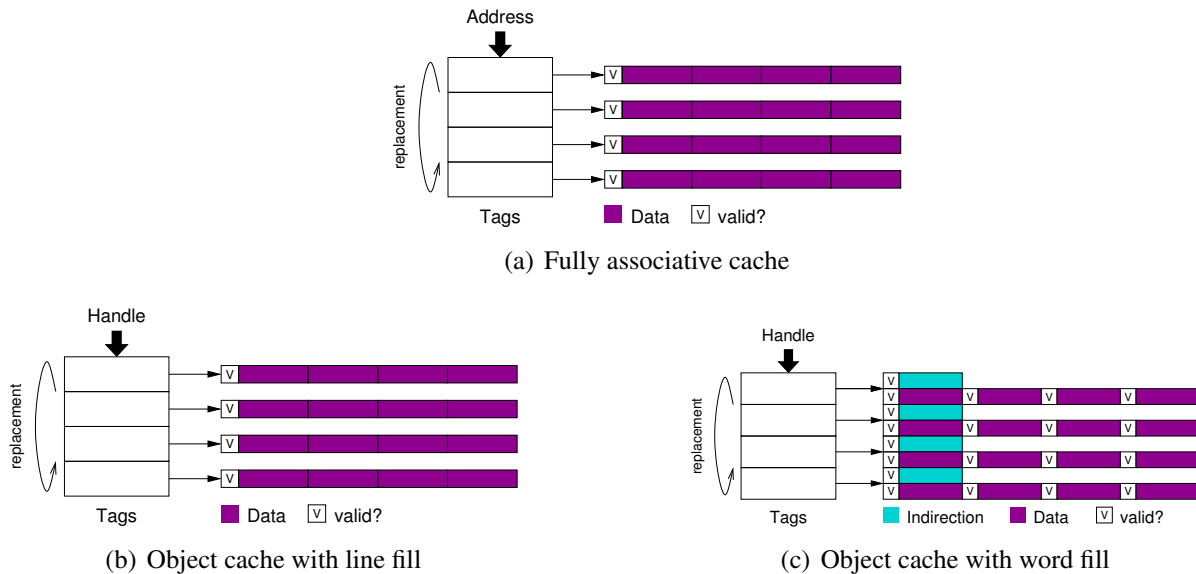 Address
replacement
V
V
V
V
Tags
Data V valid?
(a) Fully associative cache
Handle
replacement
V
V
V
V
Tags
Data V valid?
(b) Object cache with line fill
Handle
replacement
V
V V V V
V
V V V V
V
V V V V
V
V V V V
Tags
Indirection Data V valid?
(c) Object cache with word fill